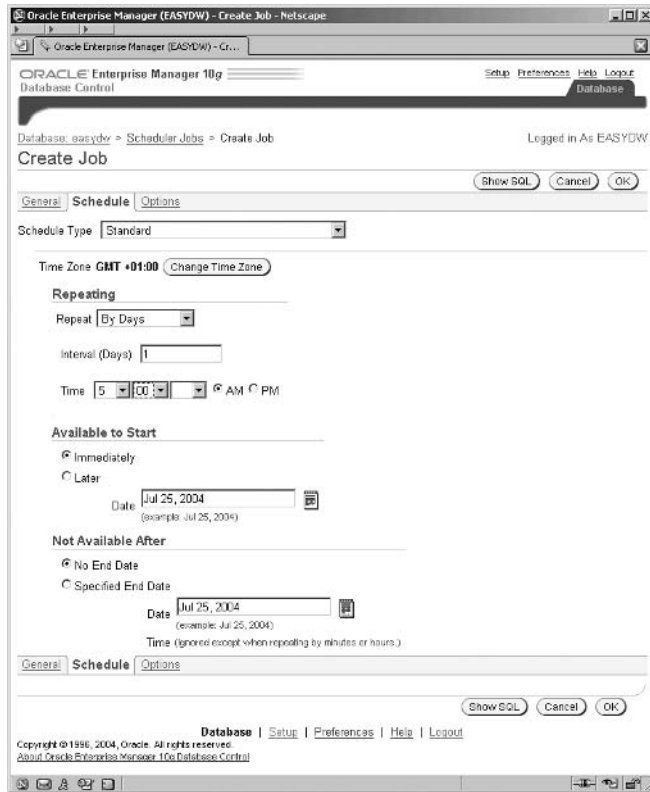 Oracle Enterprise Manager (EASYDW) - Create Job - Netscape
Oracle Enterprise Manager (EASYDW) - Cr...
ORACLE Enterprise Manager 10g
Database Control
Setup Preferences Help Logout
Database
Database: easydw > Scheduler Jobs > Create Job
Logged in As EASYDW
Create Job
Show SQL Cancel OK
General Schedule Options
Schedule Type Standard
Time Zone GMT +01:00 Change Time Zone
Repeating
Repeat By Days
Interval (Days) 1
Time 5 00 AM PM
Available to Start
Immediately
Later
Date Jul 25, 2004
(example: Jul 25, 2004)
Not Available After
No End Date
Specified End Date
Date Jul 25, 2004
(example: Jul 25, 2004)
Time (Ignored except when repeating by minutes or hours.)
General Schedule Options
Show SQL Cancel OK
Database | Setup | Preferences | Help | Logout
Copyright © 1996, 2004, Oracle. All rights reserved.
About Oracle Enterprise Manager 10g Database Control